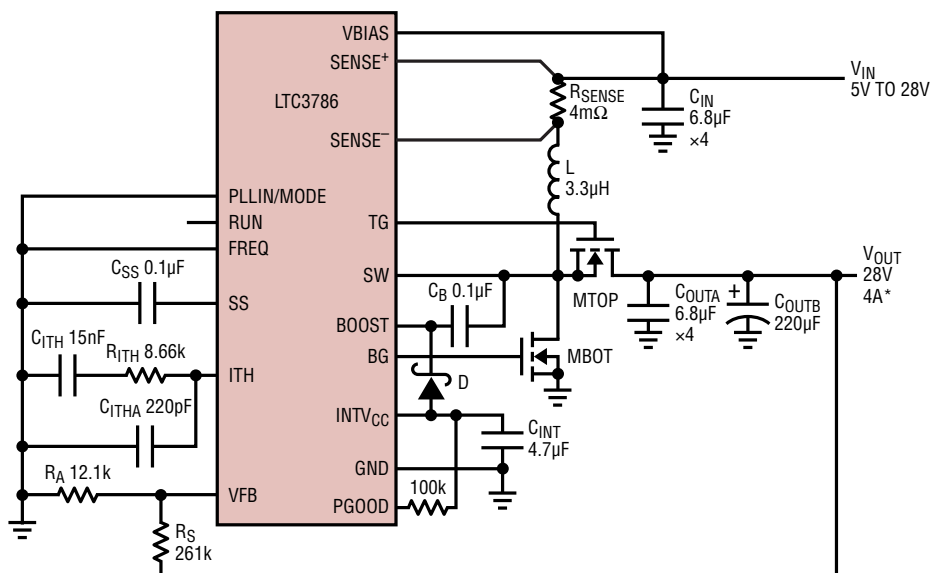 VBIAS
SENSE+
LTC3786
SENSE−
PLLIN/MODE
RUN
FREQ
SS
ITH
VFB
TG
SW
BOOST
BG
INTVCC
GND
PGOOD
RSENSE
4mΩ
CIN
6.8µF
×4
VIN
5V TO 28V
L
3.3µH
MTOP
VOUT
28V
4A*
COUTA
6.8µF
×4
+
COUTB
220µF
CB 0.1µF
MBOT
D
CINT
4.7µF
100k
CSS 0.1µF
CITH 15nF
RITH 8.66k
CITHA 220pF
RA 12.1k
RS
261k